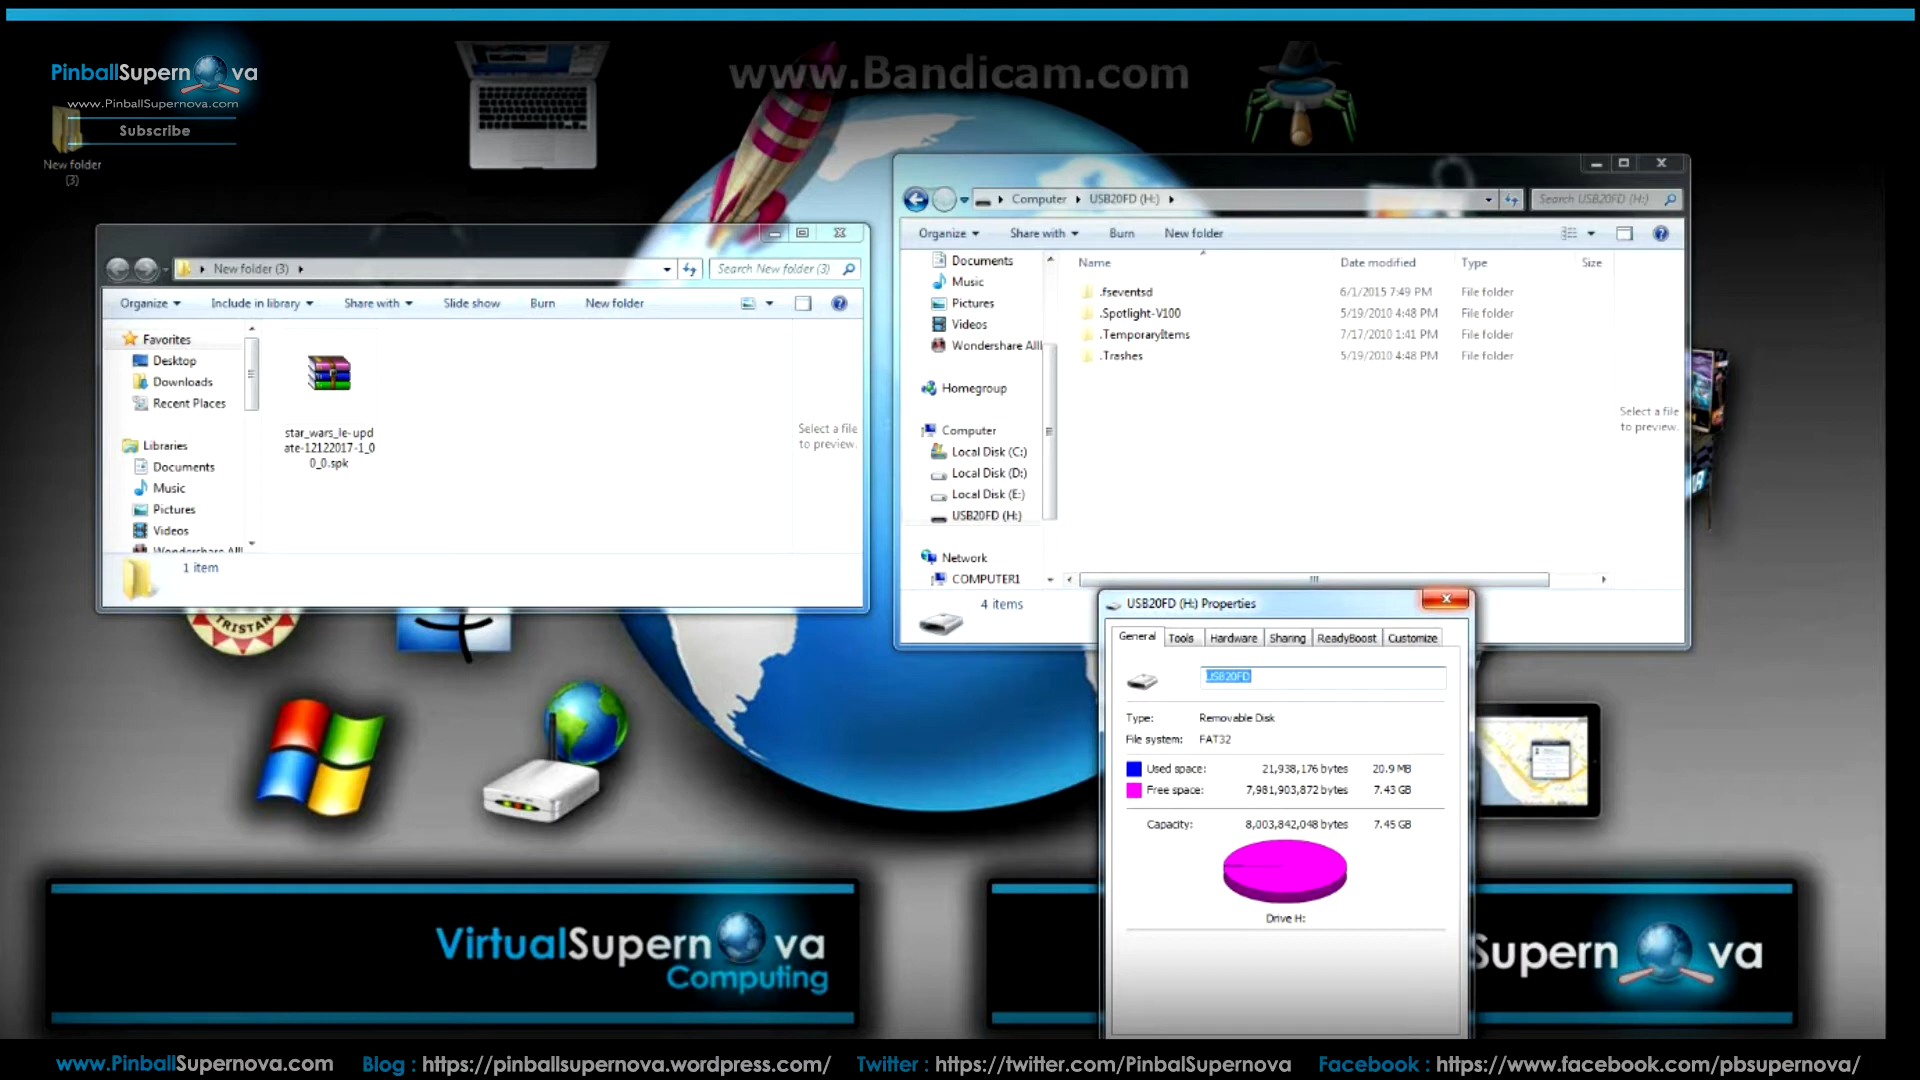 PinballSupernova
www.PinballSupernova.com
Subscribe
New folder
(3)
www.Bandicam.com
New folder (3)
Search New folder (3)
Organize
Include in library
Share with
Slide show
Burn
New folder
Favorites
Desktop
Downloads
Recent Places
Libraries
Documents
Music
Pictures
Videos
star_wars_le-upd
ate-12122017-1_0
0_0.spk
Select a file
to preview.
1 item
Computer
USB20FD (H:)
Search USB20FD (H:)
Organize
Share with
Burn
New folder
Documents
Music
Pictures
Videos
Homegroup
Computer
Local Disk (C:)
Local Disk (D:)
Local Disk (E:)
USB20FD (H:)
Network
COMPUTER1
Name Date modified Type Size
.fseventsd 6/1/2015 7:49 PM File folder
.Spotlight-V100 5/19/2010 4:48 PM File folder
.TemporaryItems 7/17/2010 1:41 PM File folder
.Trashes 5/19/2010 4:48 PM File folder
Select a file
to preview.
4 items
USB20FD (H:) Properties
General Tools Hardware Sharing ReadyBoost Customize
USB20FD
Type: Removable Disk
File system: FAT32
Used space: 21,938,176 bytes 20.9 MB
Free space: 7,981,903,872 bytes 7.43 GB
Capacity: 8,003,842,048 bytes 7.45 GB
Drive H:
TRISTAN
VirtualSupernova
Computing
Supernova
www.PinballSupernova.com Blog : https://pinballsupernova.wordpress.com/ Twitter : https://twitter.com/PinbalSupernova Facebook : https://www.facebook.com/pbsupernova/